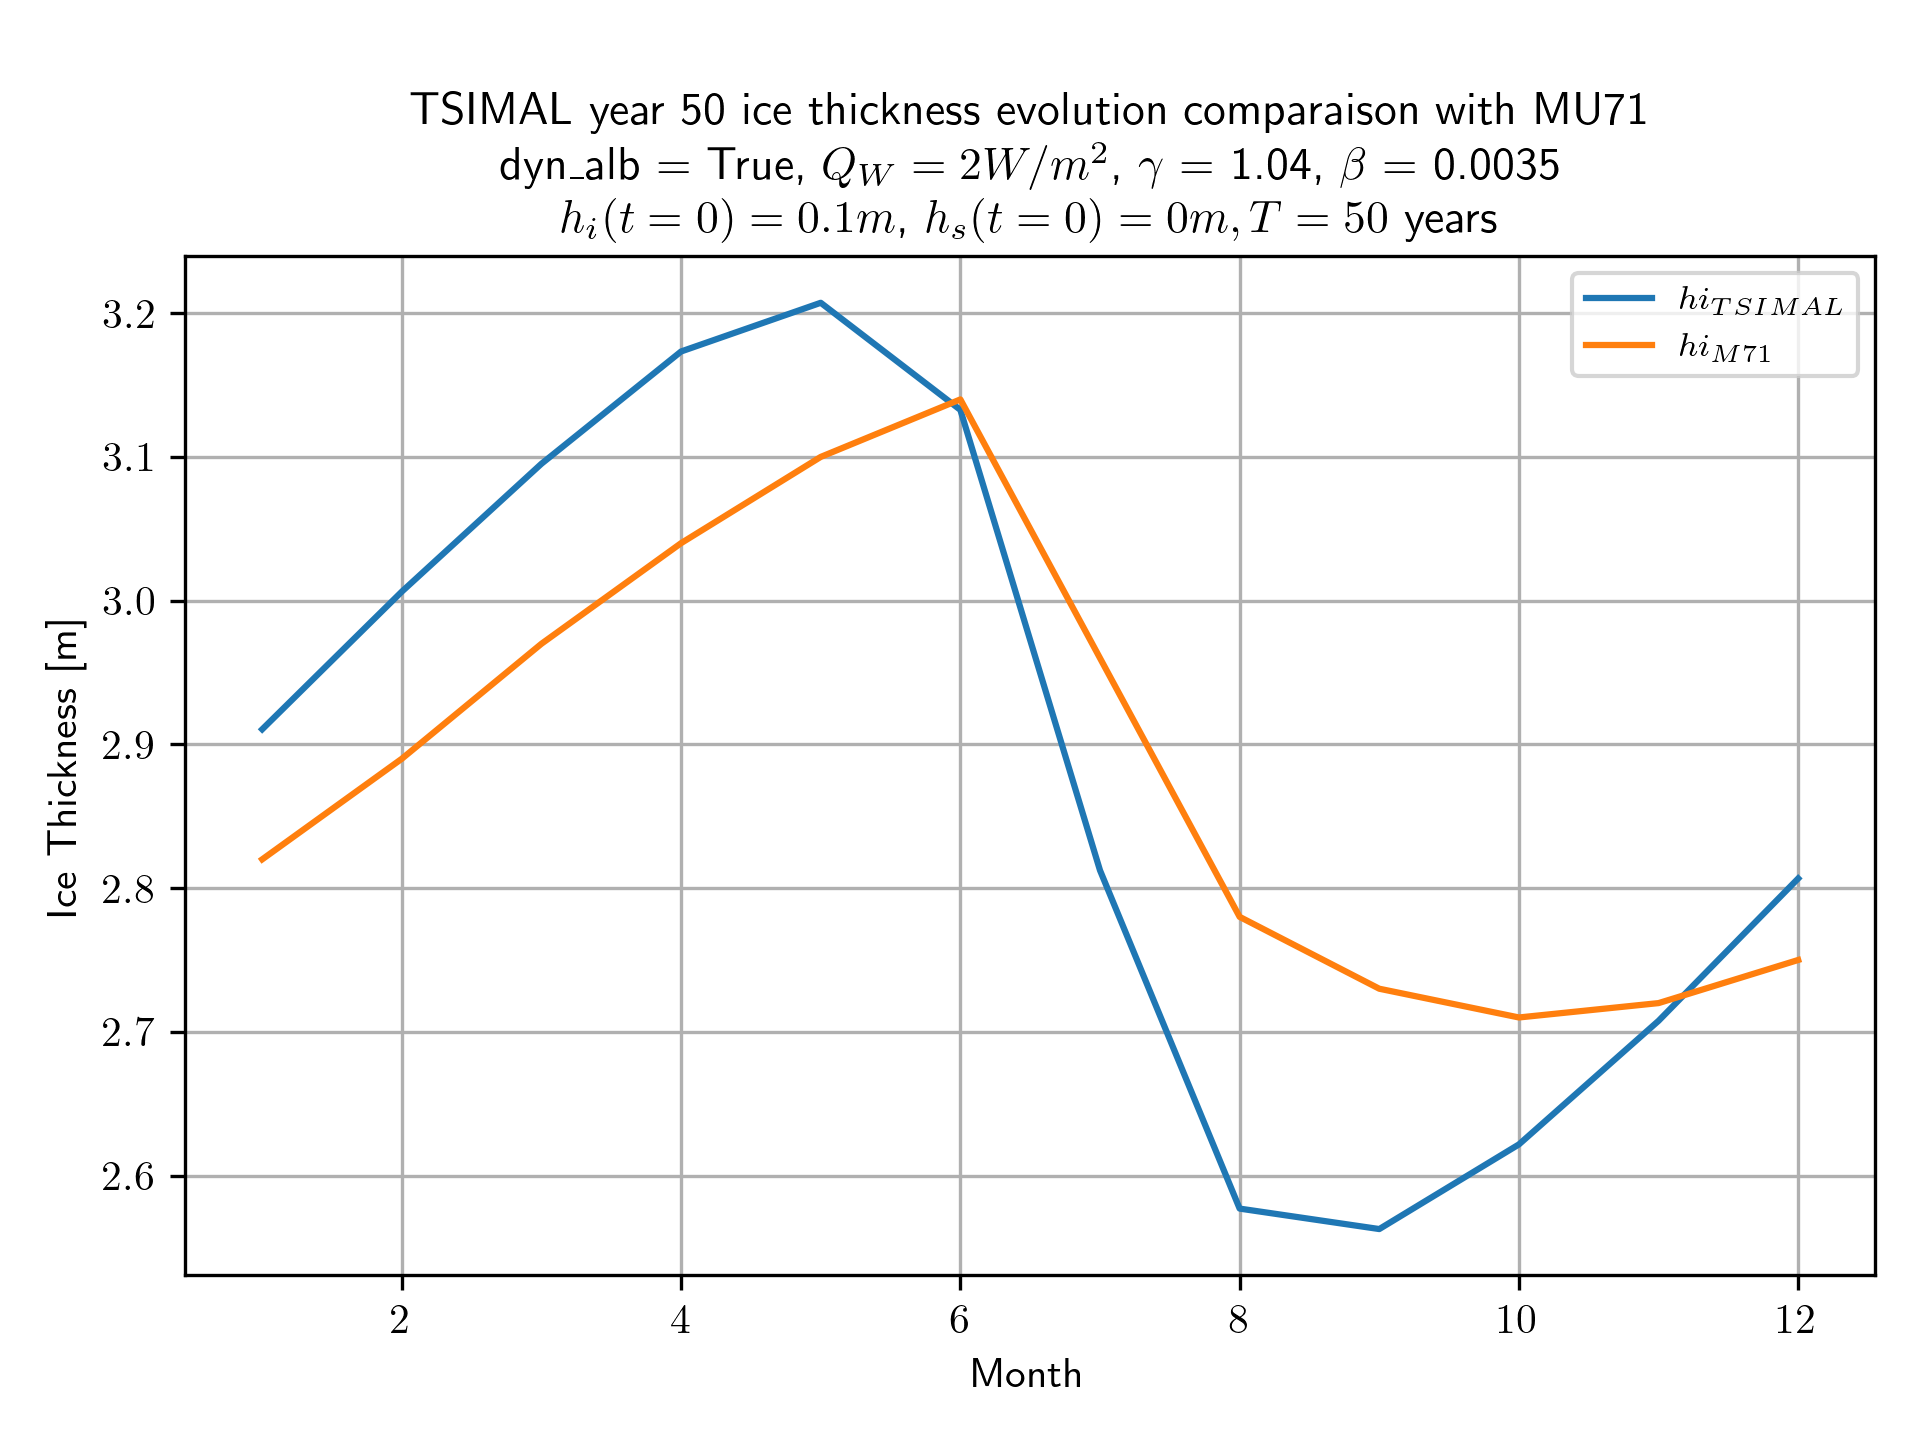 TSIMAL year 50 ice thickness evolution comparaison with MU71
dyn_alb = True, Q_W = 2W/m², γ = 1.04, β = 0.0035
h_i(t = 0) = 0.1m, h_s(t = 0) = 0m, T = 50 years
hi_TSIMAL
hi_M71
3.2
3.1
3.0
2.9
2.8
2.7
2.6
Ice Thickness [m]
2 4 6 8 10 12
Month